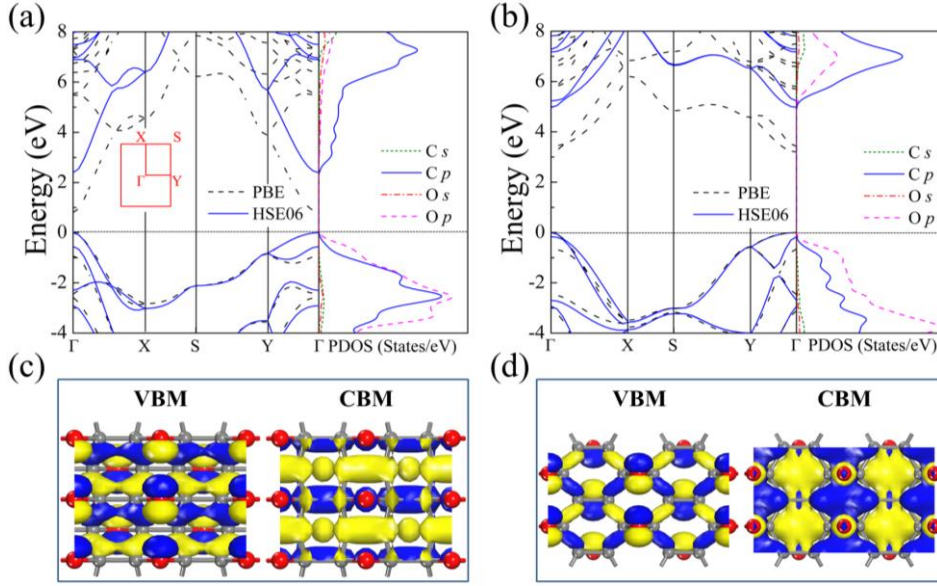 (a)
8
6
4
2
0
-2
-4
Energy (eV)
X S
Γ Y
PBE
HSE06
C s
C p
O s
O p
Γ X S Y Γ PDOS (States/eV)
(b)
8
6
4
2
0
-2
-4
Energy (eV)
PBE
HSE06
C s
C p
O s
O p
Γ X S Y Γ PDOS (States/eV)
(c)
VBM CBM
(d)
VBM CBM